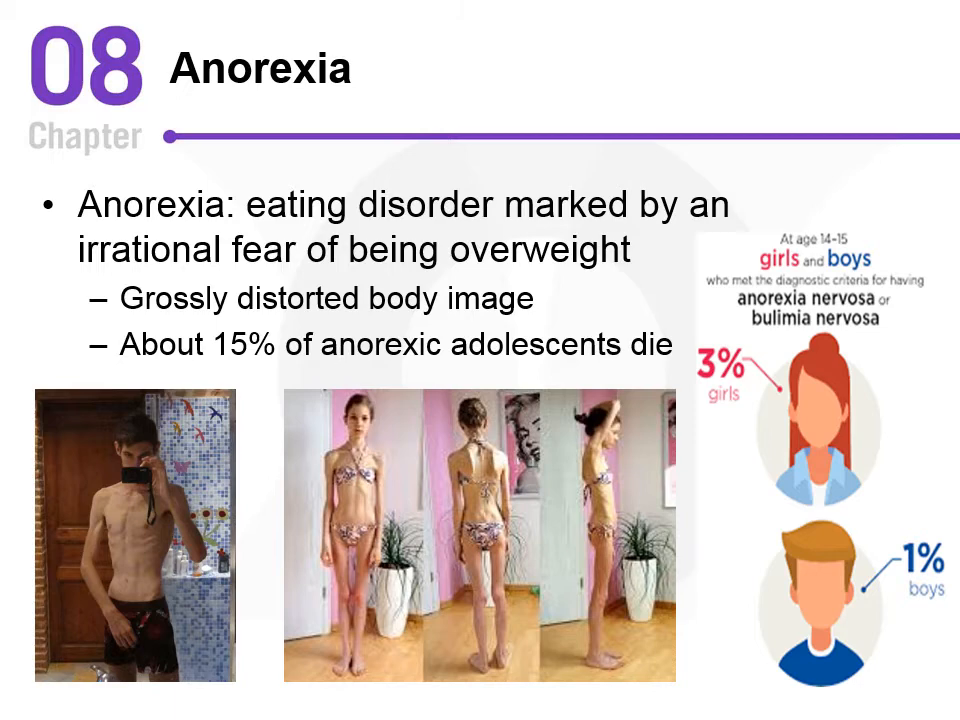 08
Chapter
Anorexia
• Anorexia: eating disorder marked by an
irrational fear of being overweight
– Grossly distorted body image
– About 15% of anorexic adolescents die
At age 14-15
girls and boys
who met the diagnostic criteria for having
anorexia nervosa or
bulimia nervosa
3%
girls
1%
boys